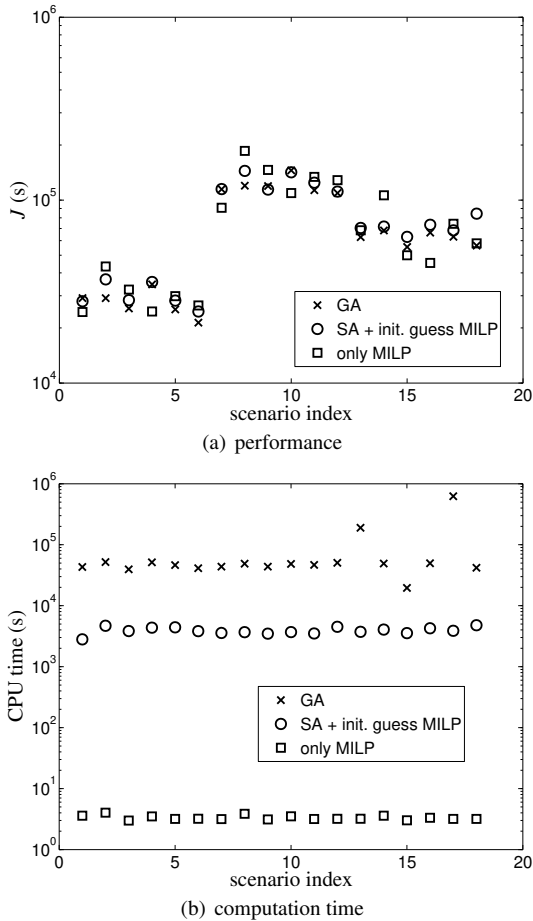 10^6
10^5
10^4
J (s)
GA
SA + init. guess MILP
only MILP
0 5 10 15 20
scenario index
(a) performance
10^6
10^5
10^4
10^3
10^2
10^1
10^0
CPU time (s)
GA
SA + init. guess MILP
only MILP
0 5 10 15 20
scenario index
(b) computation time